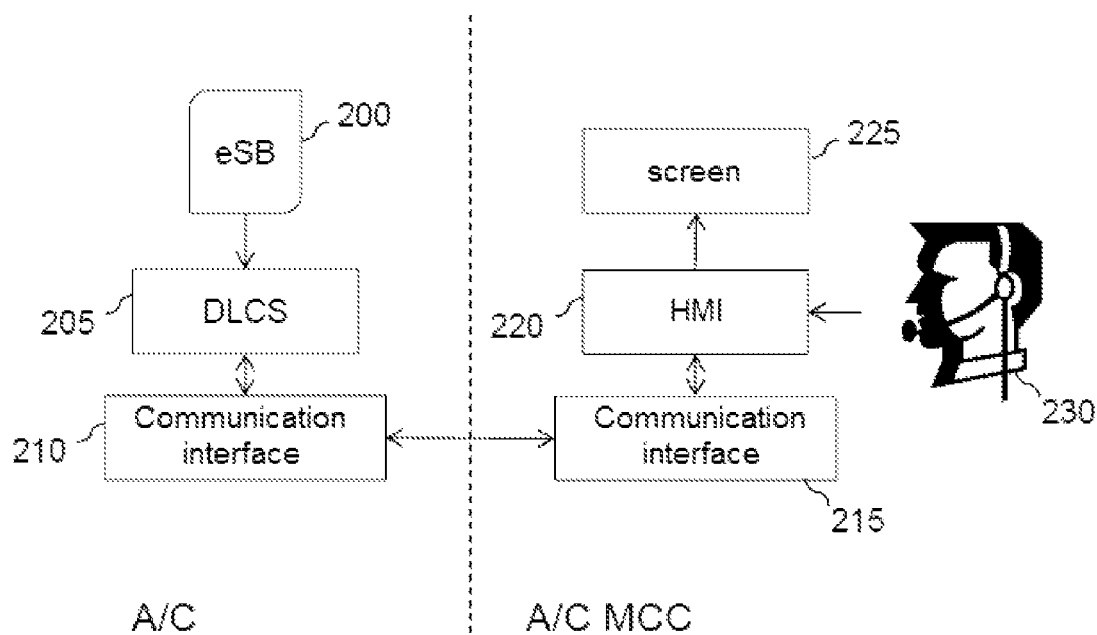 eSB
200
screen
225
205
DLCS
220
HMI
230
210
Communication
interface
Communication
interface
215
A/C
A/C MCC